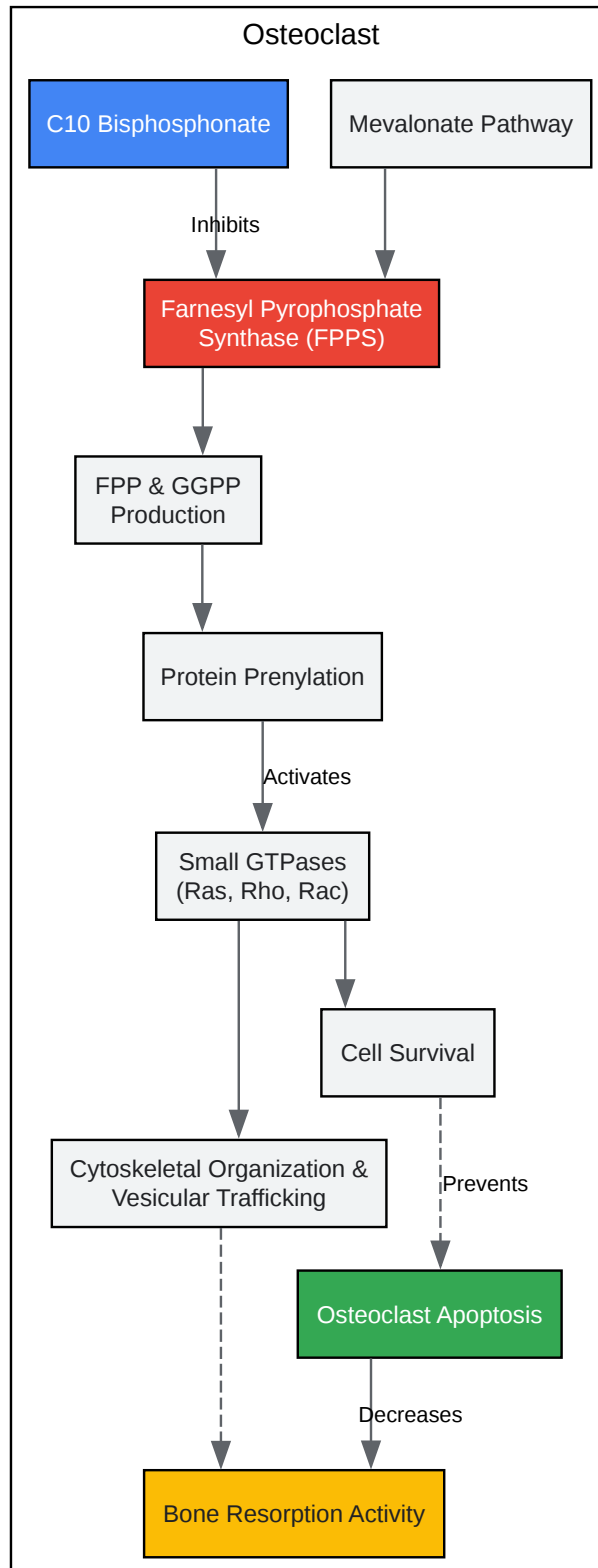 Osteoclast
C10 Bisphosphonate
Mevalonate Pathway
Inhibits
Farnesyl Pyrophosphate
Synthase (FPPS)
FPP & GGPP
Production
Protein Prenylation
Activates
Small GTPases
(Ras, Rho, Rac)
Cell Survival
Cytoskeletal Organization &
Vesicular Trafficking
Prevents
Osteoclast Apoptosis
Decreases
Bone Resorption Activity